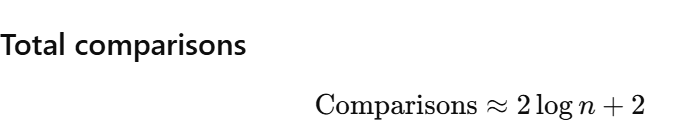 Total comparisons
Comparisons ≈ 2 log n + 2